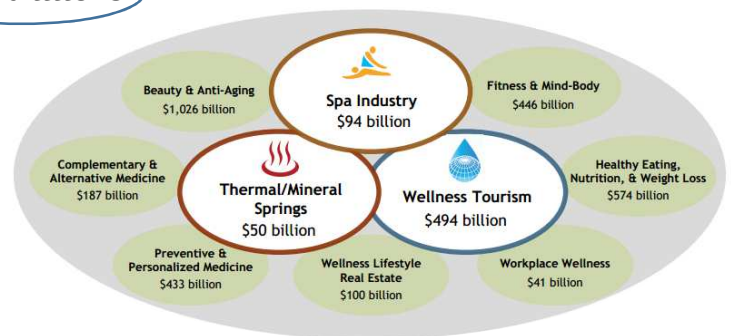 Beauty & Anti-Aging
$1,026 billion
Spa Industry
$94 billion
Fitness & Mind-Body
$446 billion
Complementary &
Alternative Medicine
$187 billion
Thermal/Mineral
Springs
$50 billion
Wellness Tourism
$494 billion
Healthy Eating,
Nutrition, & Weight Loss
$574 billion
Preventive &
Personalized Medicine
$433 billion
Wellness Lifestyle
Real Estate
$100 billion
Workplace Wellness
$41 billion